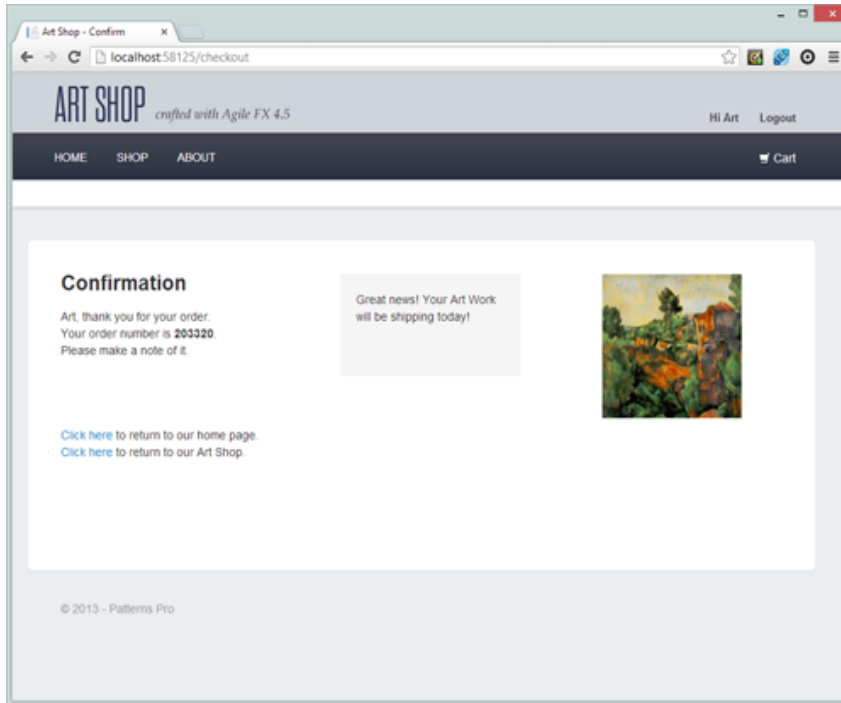 Art Shop - Confirm
localhost:58125/checkout
ART SHOP crafted with Agile FX 4.5
Hi Art Logout
HOME SHOP ABOUT Cart
Confirmation
Art, thank you for your order.
Your order number is 203320.
Please make a note of it.
Great news! Your Art Work
will be shipping today!
Click here to return to our home page.
Click here to return to our Art Shop.
© 2013 - Patterns Pro